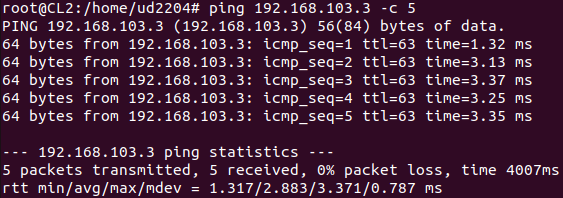 root@CL2:/home/ud2204# ping 192.168.103.3 -c 5
PING 192.168.103.3 (192.168.103.3) 56(84) bytes of data.
64 bytes from 192.168.103.3: icmp_seq=1 ttl=63 time=1.32 ms
64 bytes from 192.168.103.3: icmp_seq=2 ttl=63 time=3.13 ms
64 bytes from 192.168.103.3: icmp_seq=3 ttl=63 time=3.37 ms
64 bytes from 192.168.103.3: icmp_seq=4 ttl=63 time=3.25 ms
64 bytes from 192.168.103.3: icmp_seq=5 ttl=63 time=3.35 ms
--- 192.168.103.3 ping statistics ---
5 packets transmitted, 5 received, 0% packet loss, time 4007ms
rtt min/avg/max/mdev = 1.317/2.883/3.371/0.787 ms